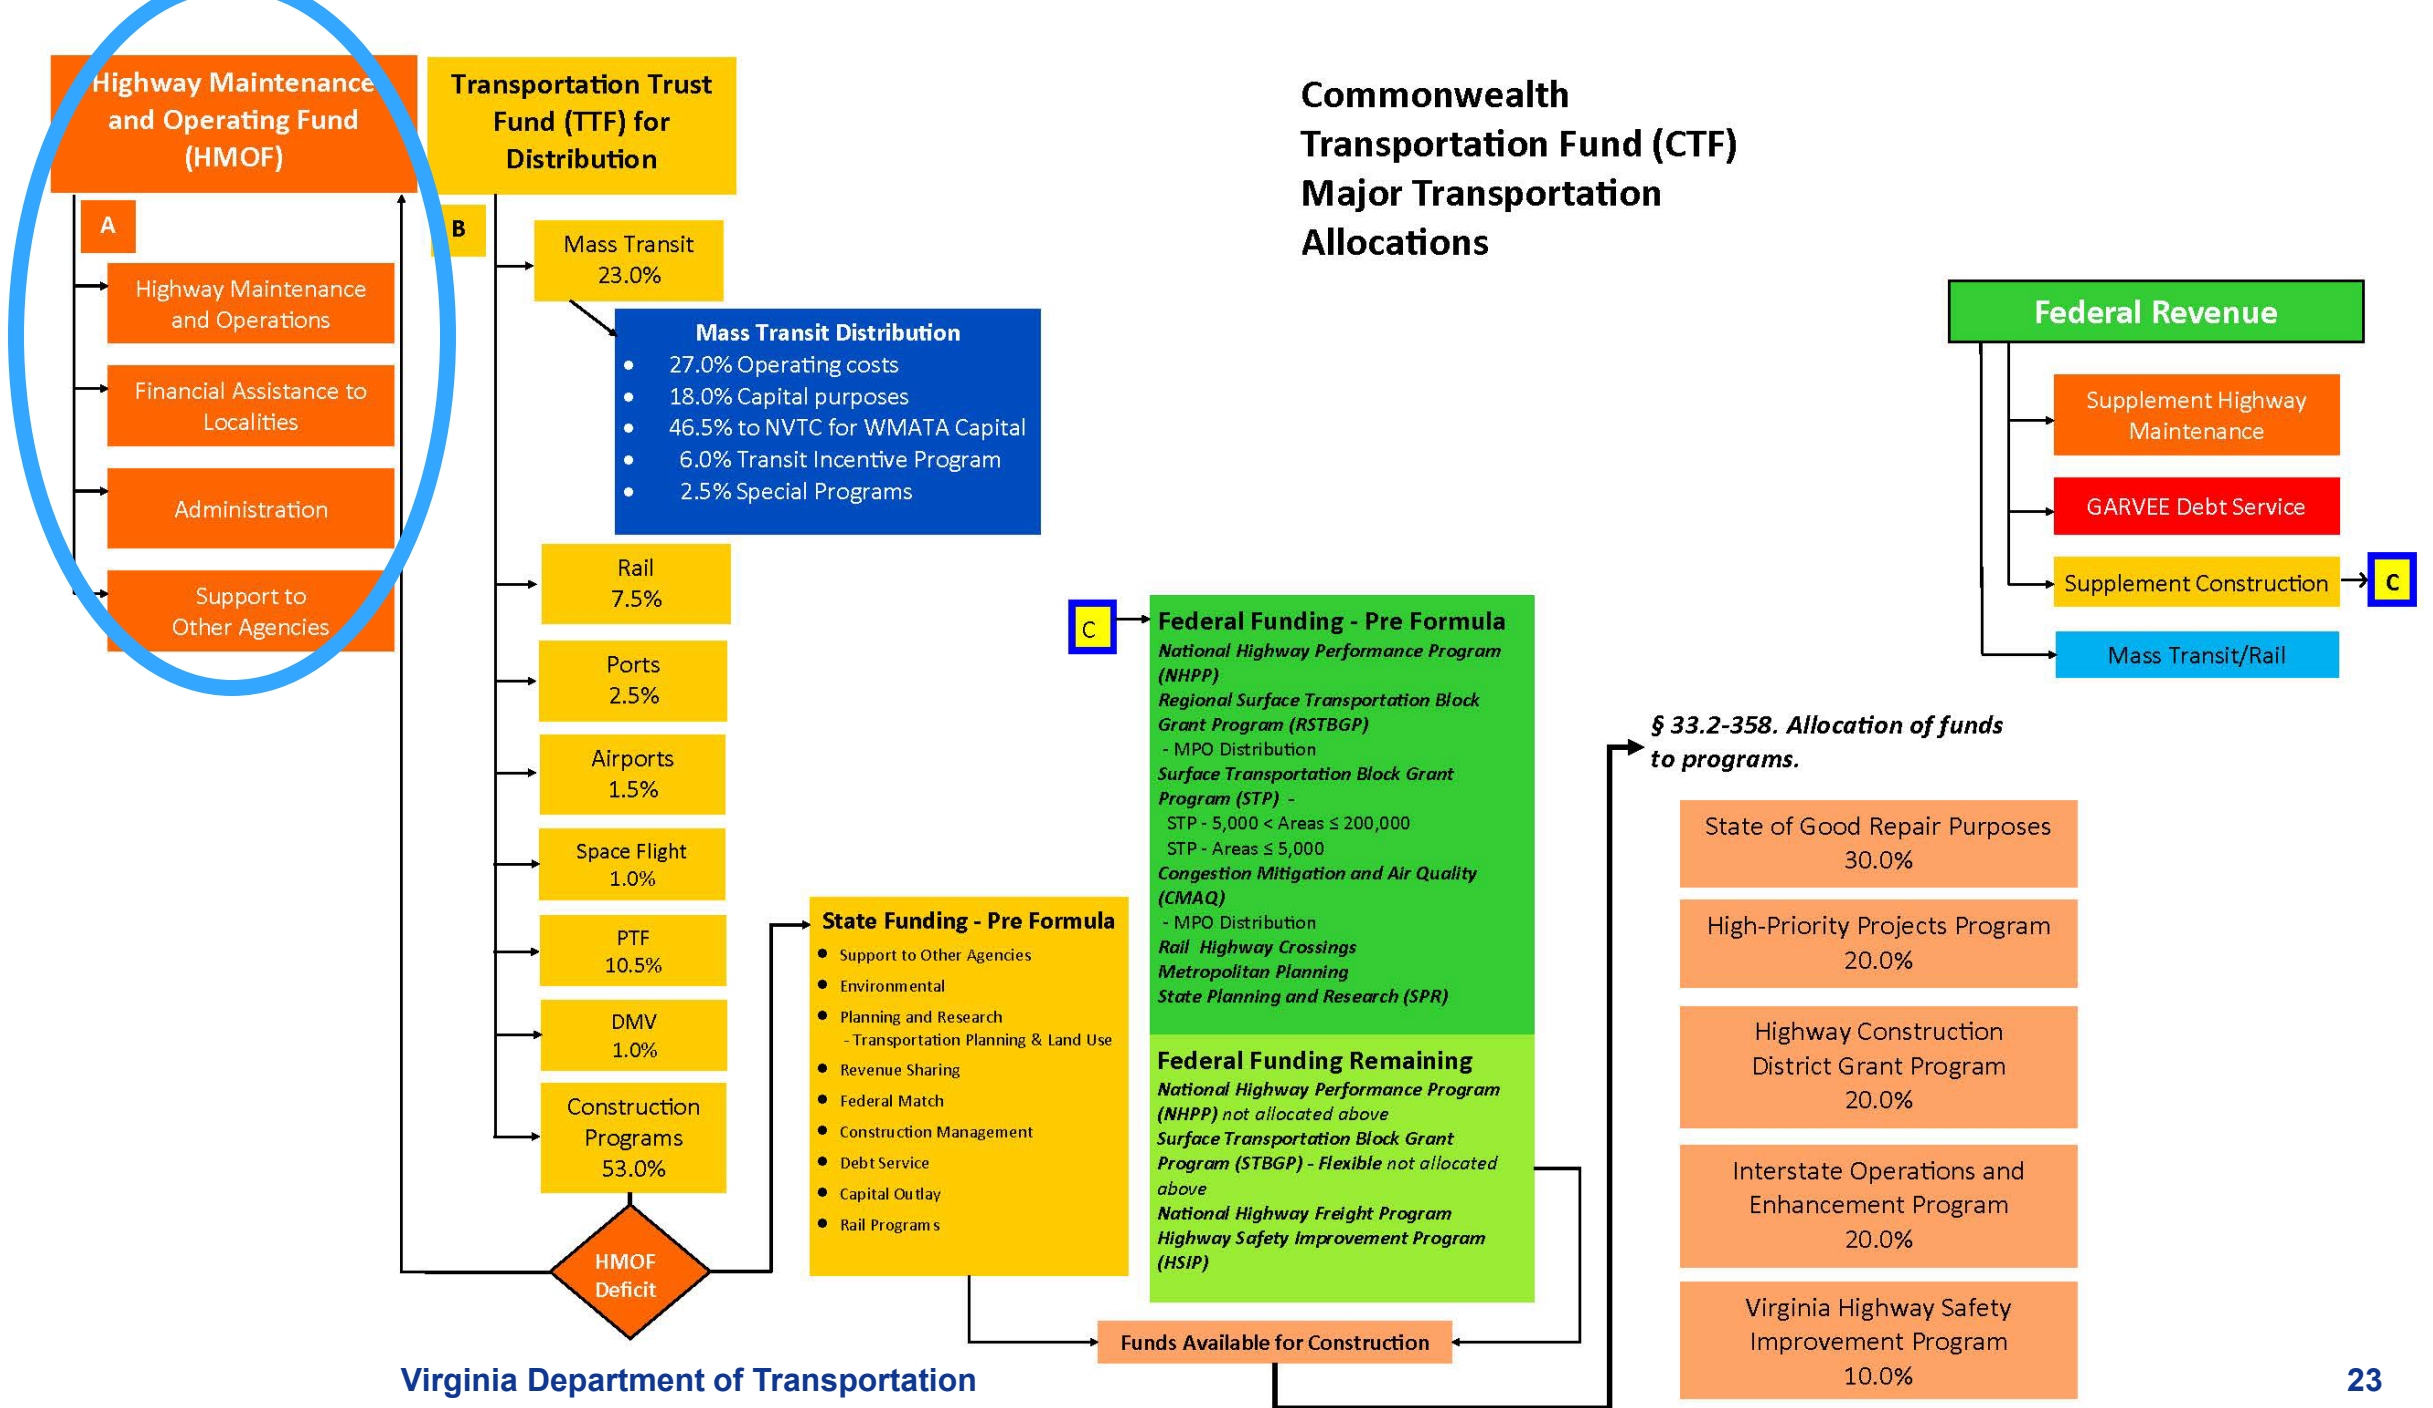 Highway Maintenance
and Operating Fund
(HMOF)
A
Highway Maintenance
and Operations
Financial Assistance to
Localities
Administration
Support to
Other Agencies
Transportation Trust
Fund (TTF) for
Distribution
B
Mass Transit
23.0%
Mass Transit Distribution
• 27.0% Operating costs
• 18.0% Capital purposes
• 46.5% to NVTC for WMATA Capital
• 6.0% Transit Incentive Program
• 2.5% Special Programs
Rail
7.5%
Ports
2.5%
Airports
1.5%
Space Flight
1.0%
PTF
10.5%
DMV
1.0%
Construction
Programs
53.0%
HMOF
Deficit
State Funding - Pre Formula
• Support to Other Agencies
• Environmental
• Planning and Research
- Transportation Planning & Land Use
• Revenue Sharing
• Federal Match
• Construction Management
• Debt Service
• Capital Outlay
• Rail Programs
Commonwealth
Transportation Fund (CTF)
Major Transportation
Allocations
C
Federal Funding - Pre Formula
National Highway Performance Program
(NHPP)
Regional Surface Transportation Block
Grant Program (RSTBGP)
- MPO Distribution
Surface Transportation Block Grant
Program (STP) -
STP - 5,000 < Areas ≤ 200,000
STP - Areas ≤ 5,000
Congestion Mitigation and Air Quality
(CMAQ)
- MPO Distribution
Rail Highway Crossings
Metropolitan Planning
State Planning and Research (SPR)
Federal Funding Remaining
National Highway Performance Program
(NHPP) not allocated above
Surface Transportation Block Grant
Program (STBGP) - Flexible not allocated
above
National Highway Freight Program
Highway Safety Improvement Program
(HSIP)
Funds Available for Construction
Federal Revenue
Supplement Highway
Maintenance
GARVEE Debt Service
Supplement Construction
C
Mass Transit/Rail
§ 33.2-358. Allocation of funds
to programs.
State of Good Repair Purposes
30.0%
High-Priority Projects Program
20.0%
Highway Construction
District Grant Program
20.0%
Interstate Operations and
Enhancement Program
20.0%
Virginia Highway Safety
Improvement Program
10.0%
Virginia Department of Transportation
23